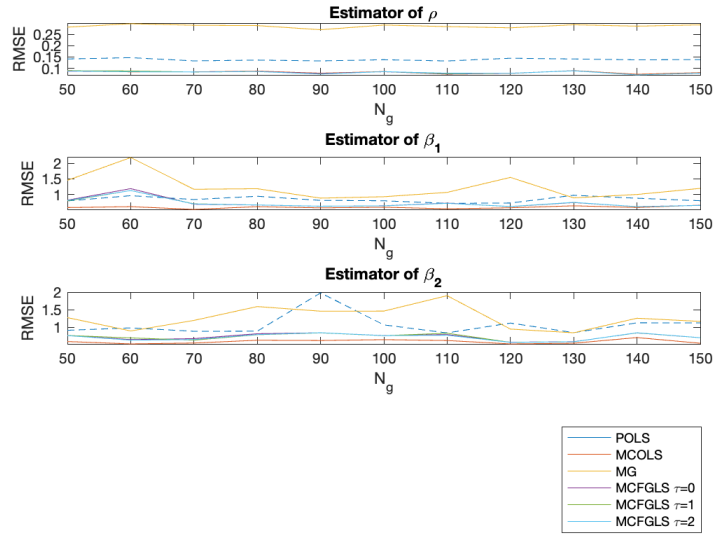 Estimator of ρ
RMSE
0.25
0.15
0.1
50 60 70 80 90 100 110 120 130 140 150
N_g
Estimator of β_1
RMSE
2
1.5
1
50 60 70 80 90 100 110 120 130 140 150
N_g
Estimator of β_2
RMSE
2
1.5
1
50 60 70 80 90 100 110 120 130 140 150
N_g
POLS
MCOLS
MG
MCFGLS τ=0
MCFGLS τ=1
MCFGLS τ=2